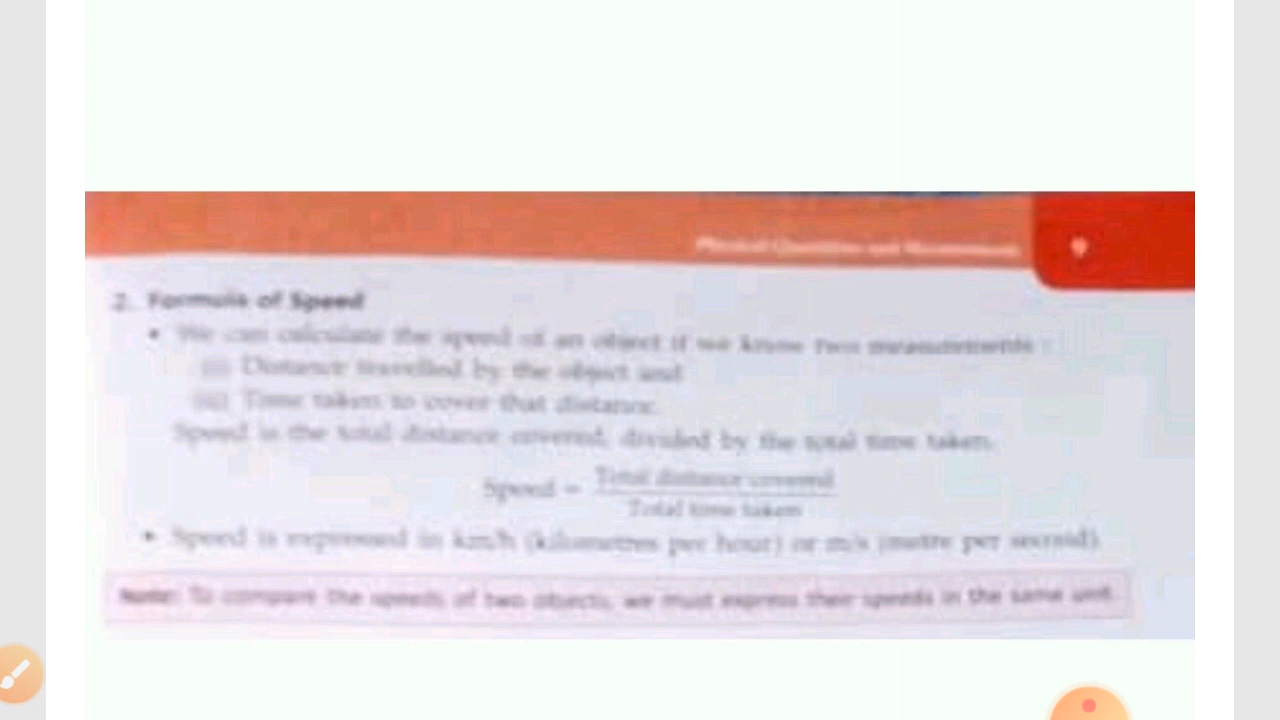 Physical Quantities and Measurement 9
2. Formula of Speed
• We can calculate the speed of an object if we know two measurements :
(i) Distance travelled by the object and
(ii) Time taken to cover that distance.
Speed is the total distance covered, divided by the total time taken.
Speed = Total distance covered
Total time taken
• Speed is expressed in km/h (kilometres per hour) or m/s (metre per second).
Note: To compare the speeds of two objects, we must express their speeds in the same unit.